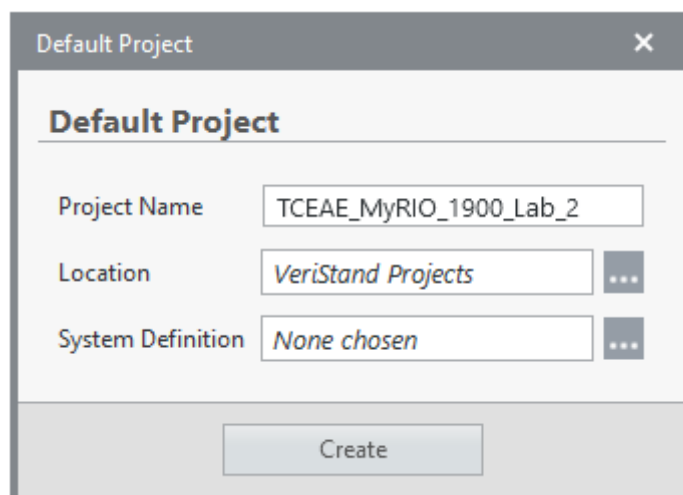 Default Project
Default Project
Project Name TCEAE_MyRIO_1900_Lab_2
Location VeriStand Projects ...
System Definition None chosen ...
Create